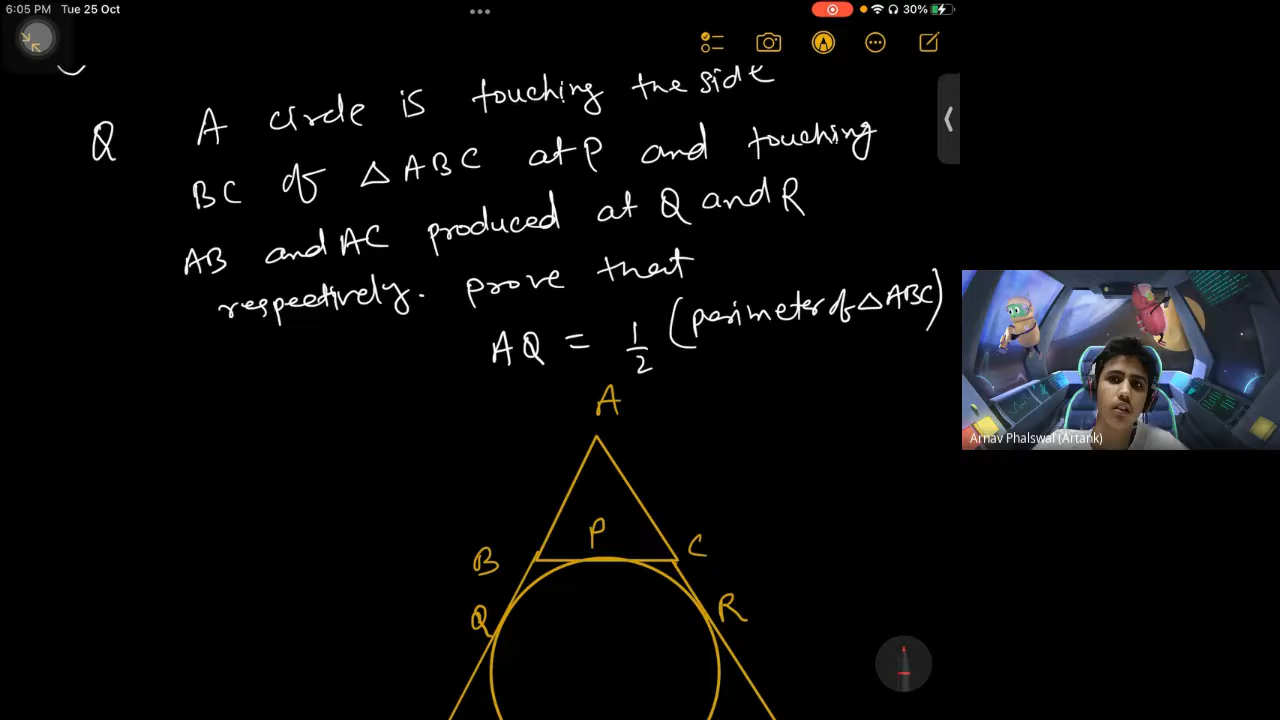 6:05 PM Tue 25 Oct
30%
Q A circle is touching the side
BC of △ABC at P and touching
AB and AC produced at Q and R
respectively. prove that
AQ = 1/2 (perimeter of △ABC)
A
P
B
C
Q
R
Arnav Phalswal (Artank)